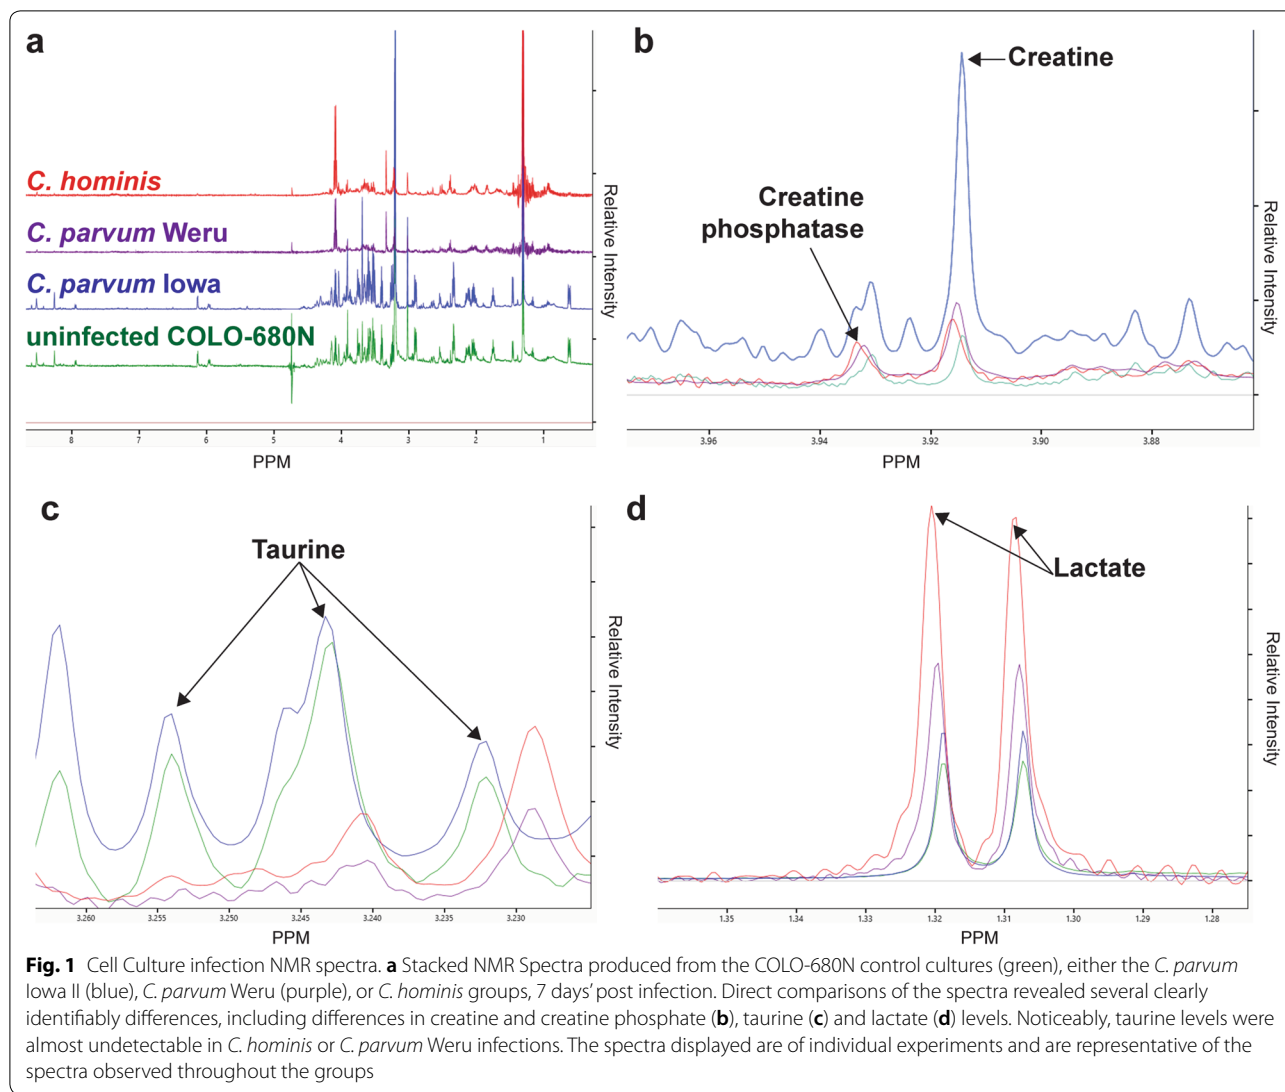 a
C. hominis
C. parvum Weru
C. parvum Iowa
uninfected COLO-680N
Relative Intensity
8 7 6 5 4 3 2 1
PPM
b
Creatine
Creatine
phosphatase
Relative Intensity
3.96 3.94 3.92 3.90 3.88
PPM
c
Taurine
Relative Intensity
3.260 3.255 3.250 3.245 3.240 3.235 3.230
PPM
d
Lactate
Relative Intensity
1.35 1.34 1.33 1.32 1.31 1.30 1.29 1.28
PPM
Fig. 1 Cell Culture infection NMR spectra. a Stacked NMR Spectra produced from the COLO-680N control cultures (green), either the C. parvum
Iowa II (blue), C. parvum Weru (purple), or C. hominis groups, 7 days' post infection. Direct comparisons of the spectra revealed several clearly
identifiably differences, including differences in creatine and creatine phosphate (b), taurine (c) and lactate (d) levels. Noticeably, taurine levels were
almost undetectable in C. hominis or C. parvum Weru infections. The spectra displayed are of individual experiments and are representative of the
spectra observed throughout the groups